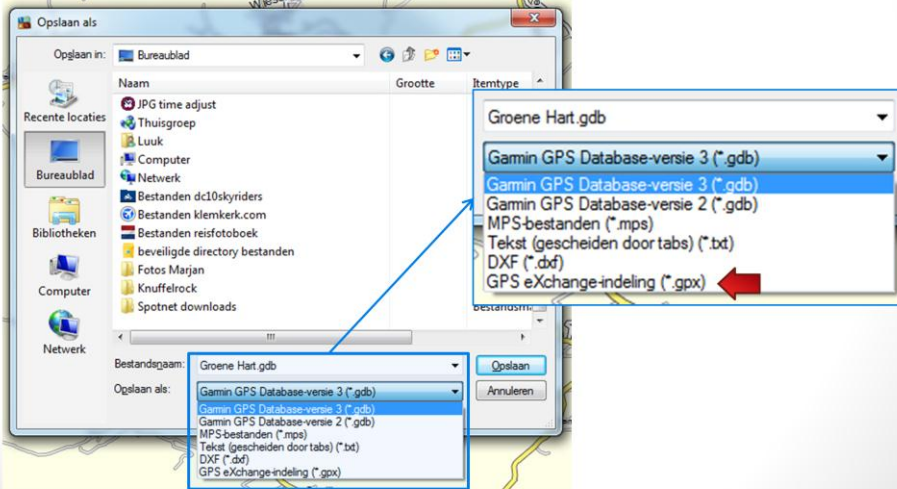 Wies
Opslaan als
Opslaan in:
Bureaublad
Naam
Grootte
Itemtype
Recente locaties
Bureaublad
Bibliotheken
Computer
Netwerk
JPG time adjust
Thuisgroep
Luuk
Computer
Netwerk
Bestanden dc10skyriders
Bestanden klemkerk.com
Bestanden reisfotoboek
beveiligde directory bestanden
Fotos Marjan
Knuffelrock
Spotnet downloads
Bestandsm
Bestandsnaam:
Groene Hart.gdb
Opslaan
Opslaan als:
Garmin GPS Database-versie 3 (*.gdb)
Annuleren
Garmin GPS Database-versie 3 (*.gdb)
Garmin GPS Database-versie 2 (*.gdb)
MPS-bestanden (*.mps)
Tekst (gescheiden door tabs) (*.txt)
DXF (*.dxf)
GPS eXchange-indeling (*.gpx)
Groene Hart.gdb
Garmin GPS Database-versie 3 (*.gdb)
Garmin GPS Database-versie 3 (*.gdb)
Garmin GPS Database-versie 2 (*.gdb)
MPS-bestanden (*.mps)
Tekst (gescheiden door tabs) (*.txt)
DXF (*.dxf)
GPS eXchange-indeling (*.gpx)